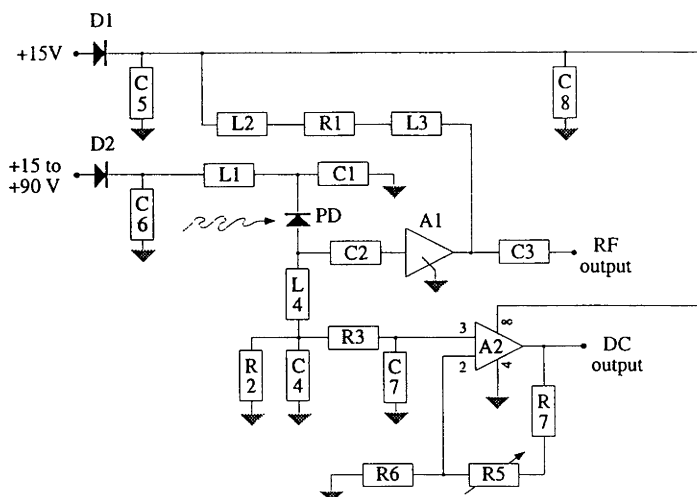 D1
+15V
C5
C8
L2
R1
L3
D2
+15 to
+90 V
C6
L1
C1
PD
A1
C2
C3
RF
output
L4
R3
R2
C4
C7
3
2
A2
∞
4
DC
output
R7
R6
R5